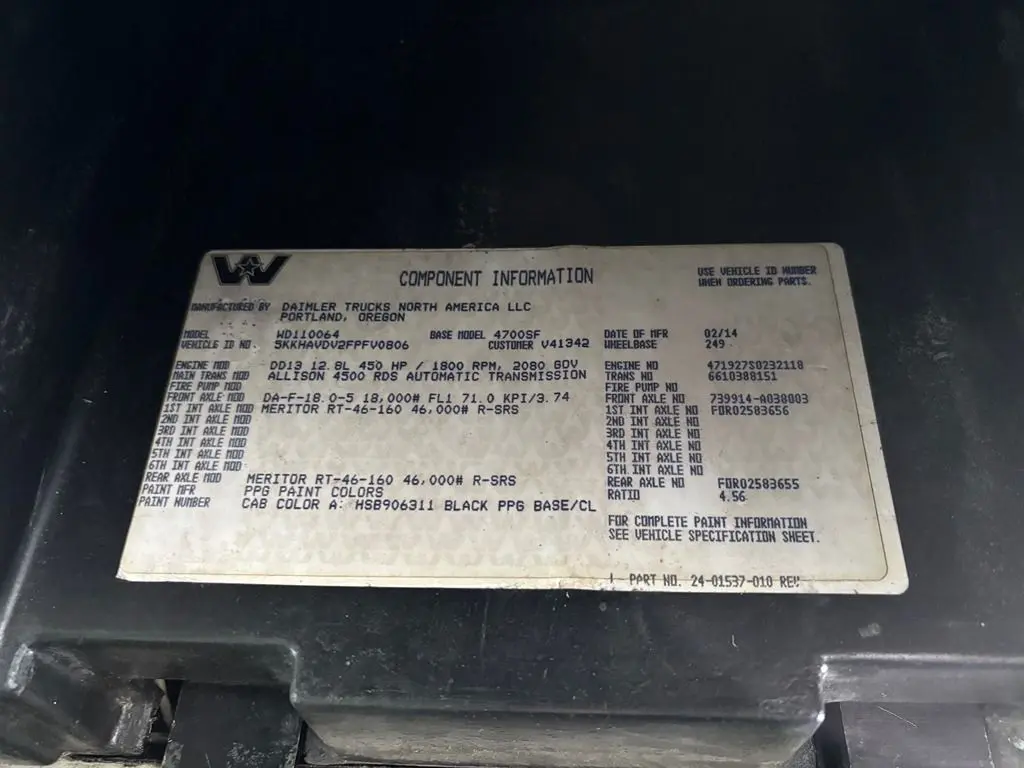 COMPONENT INFORMATION
USE VEHICLE ID NUMBER
WHEN ORDERING PARTS.
MANUFACTURED BY DAIMLER TRUCKS NORTH AMERICA LLC
PORTLAND, OREGON
MODEL WD110064 BASE MODEL 4700SF DATE OF MFR 02/14
VEHICLE ID NO. 5KKHAVDV2FPFV0806 CUSTOMER V41342 WHEELBASE 249
ENGINE MOD DD13 12.8L 450 HP / 1800 RPM, 2080 GOV ENGINE NO 471927S0232118
MAIN TRANS MOD ALLISON 4500 RDS AUTOMATIC TRANSMISSION TRANS NO 6610388151
FIRE PUMP MOD FIRE PUMP NO
FRONT AXLE MOD DA-F-18.0-5 18,000# FL1 71.0 KPI/3.74 FRONT AXLE NO 739914-A038003
1ST INT AXLE MOD MERITOR RT-46-160 46,000# R-SRS 1ST INT AXLE NO FOR02583656
2ND INT AXLE MOD 2ND INT AXLE NO
3RD INT AXLE MOD 3RD INT AXLE NO
4TH INT AXLE MOD 4TH INT AXLE NO
5TH INT AXLE MOD 5TH INT AXLE NO
6TH INT AXLE MOD 6TH INT AXLE NO
REAR AXLE MOD MERITOR RT-46-160 46,000# R-SRS REAR AXLE NO FOR02583655
PAINT MFR PPG PAINT COLORS RATIO 4.56
PAINT NUMBER CAB COLOR A: HSB906311 BLACK PPG BASE/CL
FOR COMPLETE PAINT INFORMATION
SEE VEHICLE SPECIFICATION SHEET.
PART NO. 24-01537-010 REV